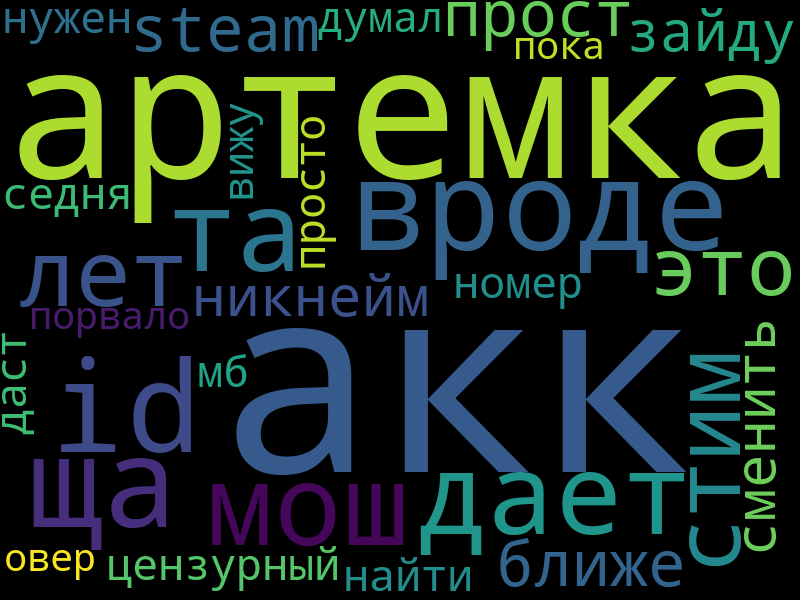 нужен
steam
думал
прост
пока
зайду
артемка
вижу
просто
седня
та
вроде
лет
это
никнейм
номер
порвало
акк
даст
id
мб
стим
сменить
ща
мош
дает
овер
цензурный
найти
ближе